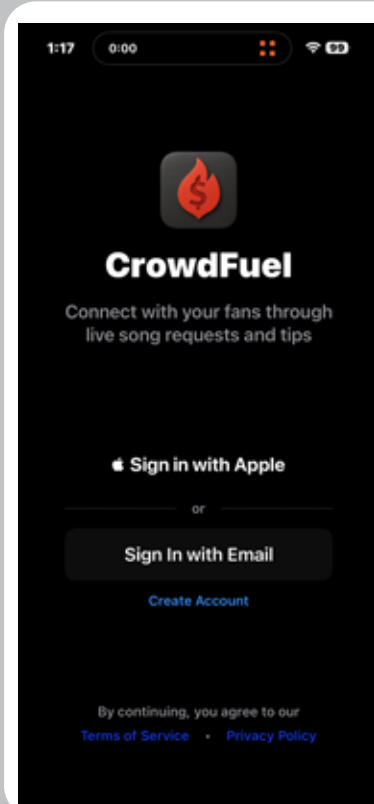 1:17 0:00 99
$
CrowdFuel
Connect with your fans through
live song requests and tips
Sign in with Apple
or
Sign In with Email
Create Account
By continuing, you agree to our
Terms of Service • Privacy Policy